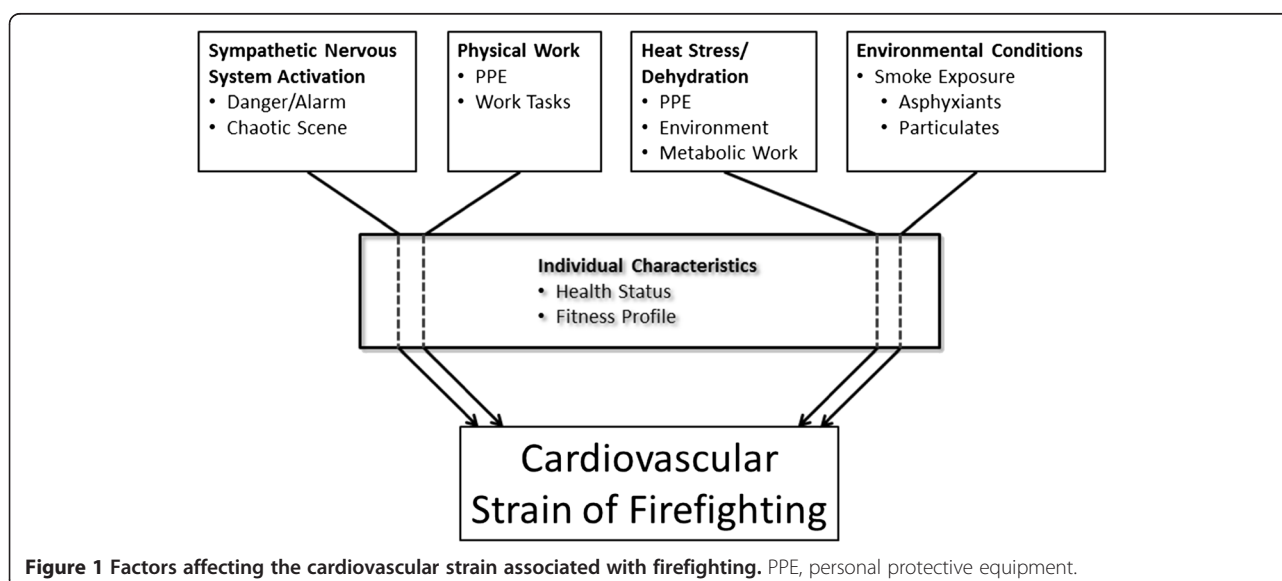 Sympathetic Nervous
System Activation
• Danger/Alarm
• Chaotic Scene
Physical Work
• PPE
• Work Tasks
Heat Stress/
Dehydration
• PPE
• Environment
• Metabolic Work
Environmental Conditions
• Smoke Exposure
• Asphyxiants
• Particulates
Individual Characteristics
• Health Status
• Fitness Profile
Cardiovascular
Strain of Firefighting
Figure 1 Factors affecting the cardiovascular strain associated with firefighting. PPE, personal protective equipment.